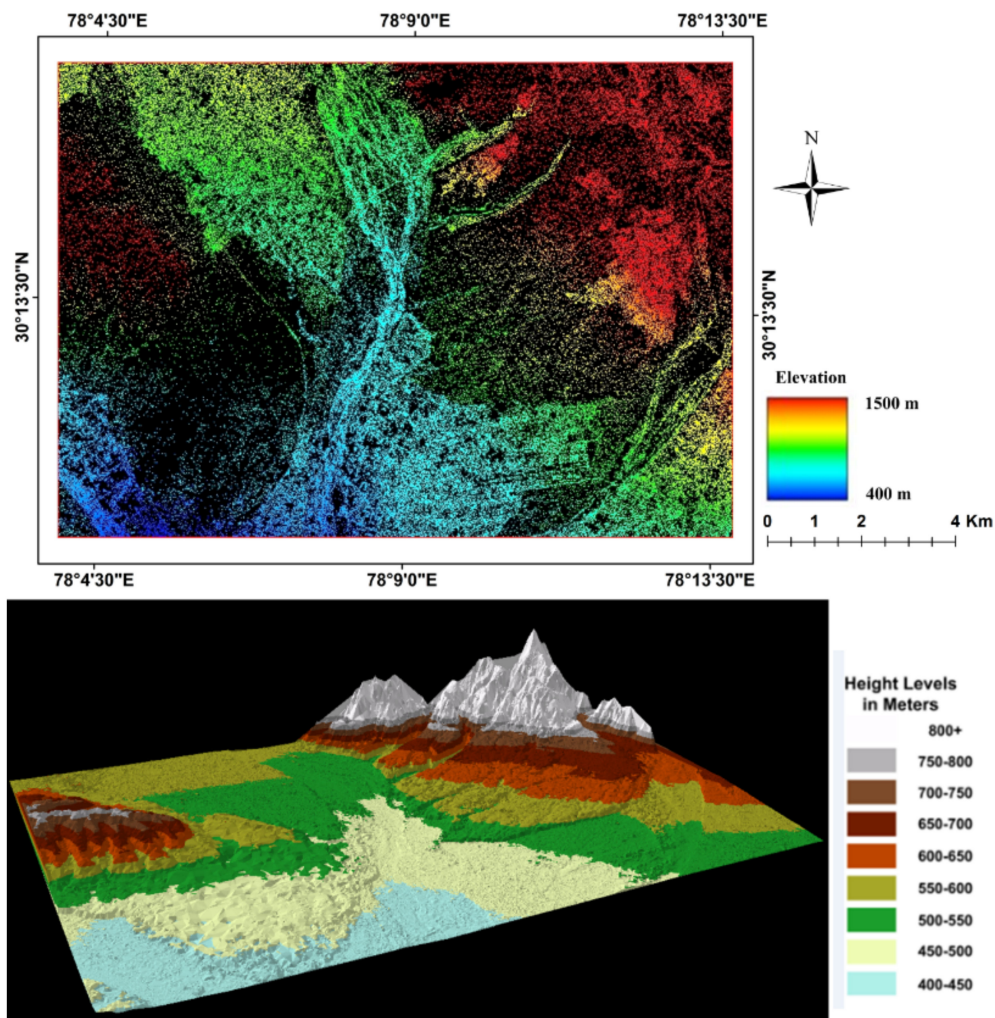 78°4'30"E 78°9'0"E 78°13'30"E
N
30°13'30"N
30°13'30"N
Elevation
1500 m
400 m
0 1 2 4 Km
78°4'30"E 78°9'0"E 78°13'30"E
Height Levels
in Meters
800+
750-800
700-750
650-700
600-650
550-600
500-550
450-500
400-450